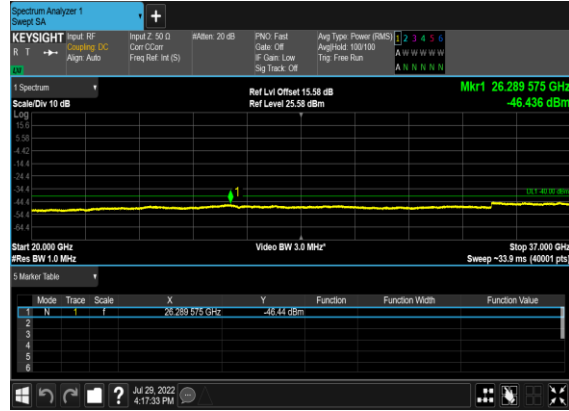 Spectrum Analyzer 1
Swept SA
+
KEYSIGHT
R T
LM
Input: RF
Coupling: DC
Align: Auto
Input Z: 50 Ω
Corr CCorr
Freq Ref: Int (S)
#Atten: 20 dB
PNO: Fast
Gate: Off
IF Gain: Low
Sig Track: Off
Avg Type: Power (RMS)
Avg|Hold: 100/100
Trig: Free Run
1 2 3 4 5 6
A W W W W W
A N N N N N
1 Spectrum
Scale/Div 10 dB
Ref Lvl Offset 15.58 dB
Ref Level 25.58 dBm
Mkr1 26.289 575 GHz
-46.436 dBm
Log
15.6
5.58
-4.42
-14.4
-24.4
-34.4
-44.4
-54.4
-64.4
1
DL1 -40.00 dBm
Start 20.000 GHz
#Res BW 1.0 MHz
Video BW 3.0 MHz*
Stop 37.000 GHz
Sweep ~33.9 ms (40001 pts)
5 Marker Table
Mode Trace Scale X Y Function Function Width Function Value
1 N 1 f 26.289 575 GHz -46.44 dBm
2
3
4
5
6
?
Jul 29, 2022
4:17:33 PM